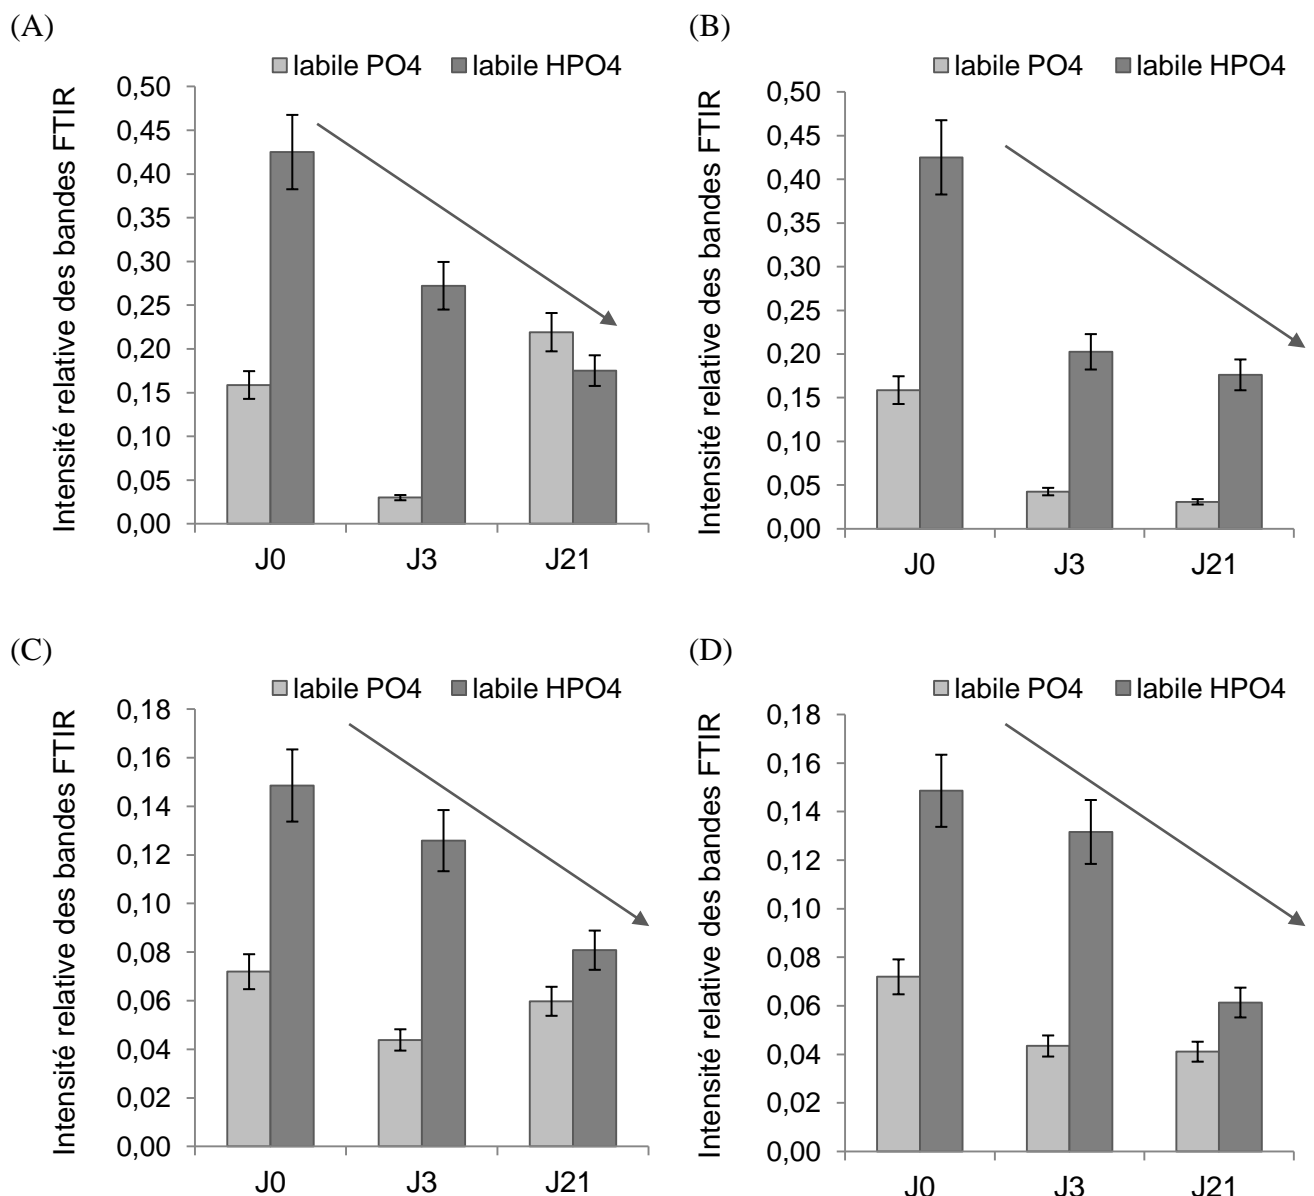 (A)
labile PO4 labile HPO4
Intensité relative des bandes FTIR
0,50
0,45
0,40
0,35
0,30
0,25
0,20
0,15
0,10
0,05
0,00
J0 J3 J21
(B)
labile PO4 labile HPO4
Intensité relative des bandes FTIR
0,50
0,45
0,40
0,35
0,30
0,25
0,20
0,15
0,10
0,05
0,00
J0 J3 J21
(C)
labile PO4 labile HPO4
Intensité relative des bandes FTIR
0,18
0,16
0,14
0,12
0,10
0,08
0,06
0,04
0,02
0,00
J0 J3 J21
(D)
labile PO4 labile HPO4
Intensité relative des bandes FTIR
0,18
0,16
0,14
0,12
0,10
0,08
0,06
0,04
0,02
0,00
J0 J3 J21